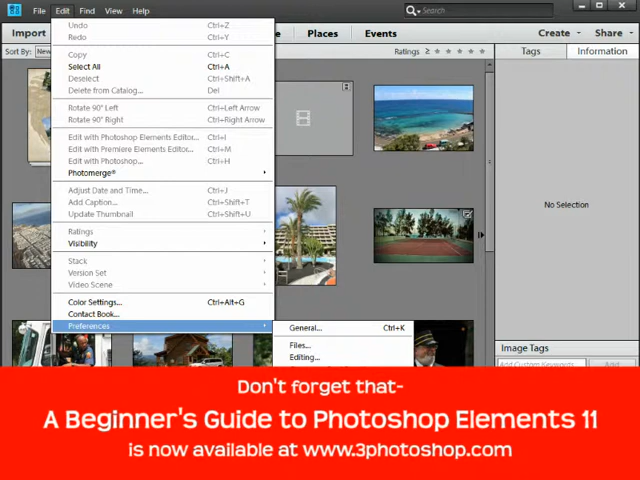 File Edit Find View Help
Search
Import
Places Events
Create Share
Sort By: New
Ratings ≥
Tags Information
Undo Ctrl+Z
Redo Ctrl+Y
Copy Ctrl+C
Select All Ctrl+A
Deselect Ctrl+Shift+A
Delete from Catalog... Del
Rotate 90° Left Ctrl+Left Arrow
Rotate 90° Right Ctrl+Right Arrow
Edit with Photoshop Elements Editor... Ctrl+I
Edit with Premiere Elements Editor... Ctrl+M
Edit with Photoshop... Ctrl+H
Photomerge®
Adjust Date and Time... Ctrl+J
Add Caption... Ctrl+Shift+T
Update Thumbnail Ctrl+Shift+U
No Selection
Ratings
Visibility
Stack
Version Set
Video Scene
Color Settings... Ctrl+Alt+G
Contact Book...
Preferences
General... Ctrl+K
Files...
Editing...
Image Tags
Add Custom Keywords
Add
Don't forget that-
A Beginner's Guide to Photoshop Elements 11
is now available at www.3photoshop.com